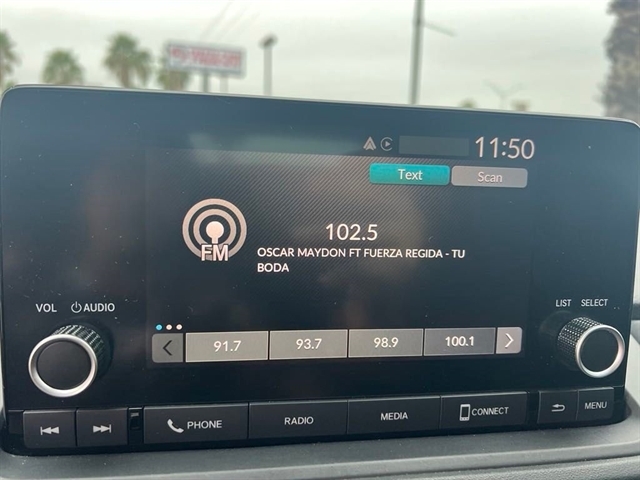 11:50
Text
Scan
102.5
FM
OSCAR MAYDON FT FUERZA REGIDA - TU
BODA
VOL
AUDIO
LIST
SELECT
91.7
93.7
98.9
100.1
PHONE
RADIO
MEDIA
CONNECT
MENU